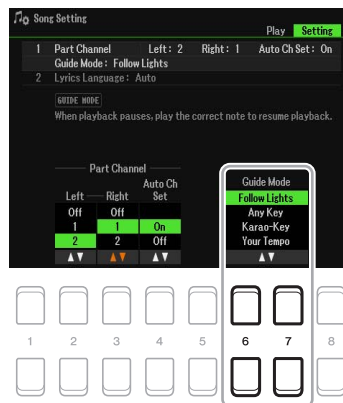 Song Setting
Play Setting
1 Part Channel Left: 2 Right: 1 Auto Ch Set: On
Guide Mode: Follow Lights
2 Lyrics Language: Auto
GUIDE MODE
When playback pauses, play the correct note to resume playback.
Part Channel
Left Right Auto Ch Set
Off Off
1 1 On
2 2 Off
Guide Mode
Follow Lights
Any Key
Karao-Key
Your Tempo
1 2 3 4 5 6 7 8